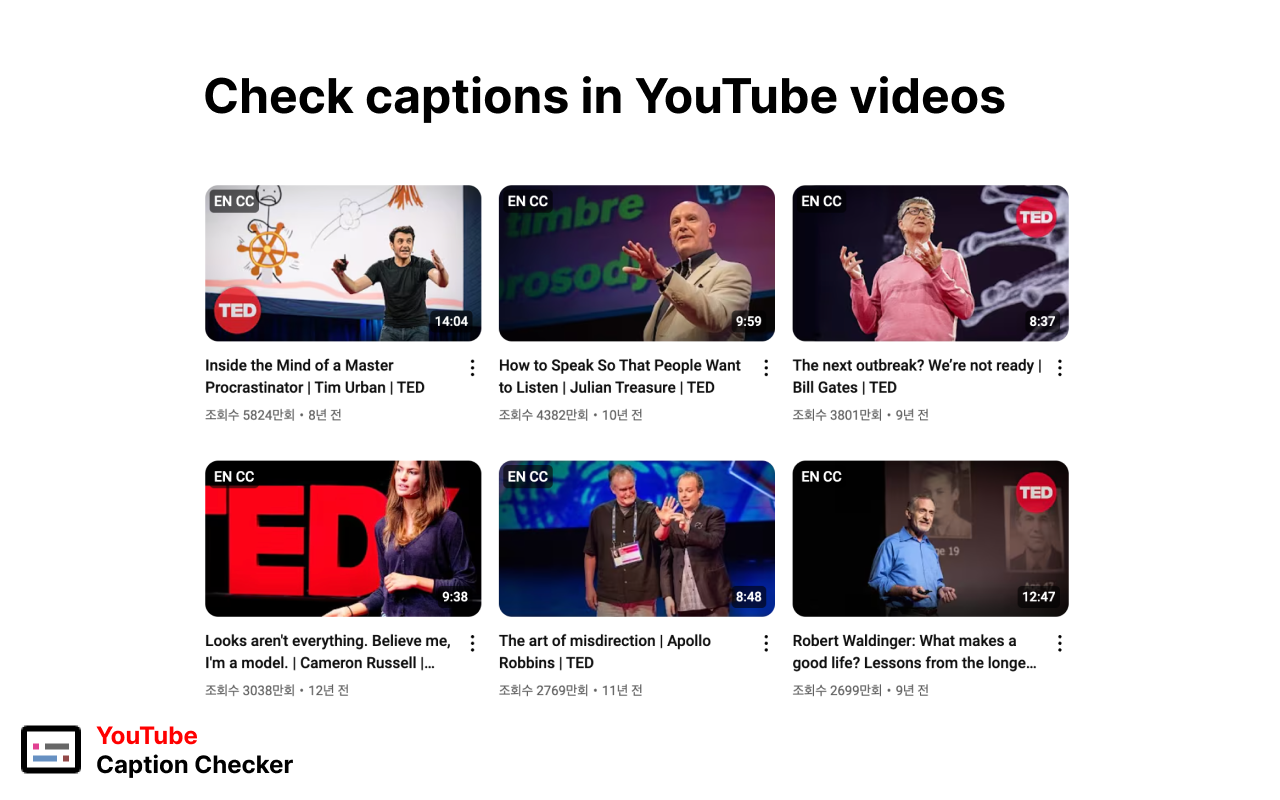 Check captions in YouTube videos
EN CC
TED
14:04
Inside the Mind of a Master
Procrastinator | Tim Urban | TED
조회수 5824만회 • 8년 전
EN CC
timbre
rosody
9:59
How to Speak So That People Want
to Listen | Julian Treasure | TED
조회수 4382만회 • 10년 전
EN CC
TED
8:37
The next outbreak? We’re not ready |
Bill Gates | TED
조회수 3801만회 • 9년 전
EN CC
TED
9:38
Looks aren't everything. Believe me,
I'm a model. | Cameron Russell |…
조회수 3038만회 • 12년 전
EN CC
8:48
The art of misdirection | Apollo
Robbins | TED
조회수 2769만회 • 11년 전
EN CC
TED
ge 19
12:47
Robert Waldinger: What makes a
good life? Lessons from the longe…
조회수 2699만회 • 9년 전
YouTube
Caption Checker